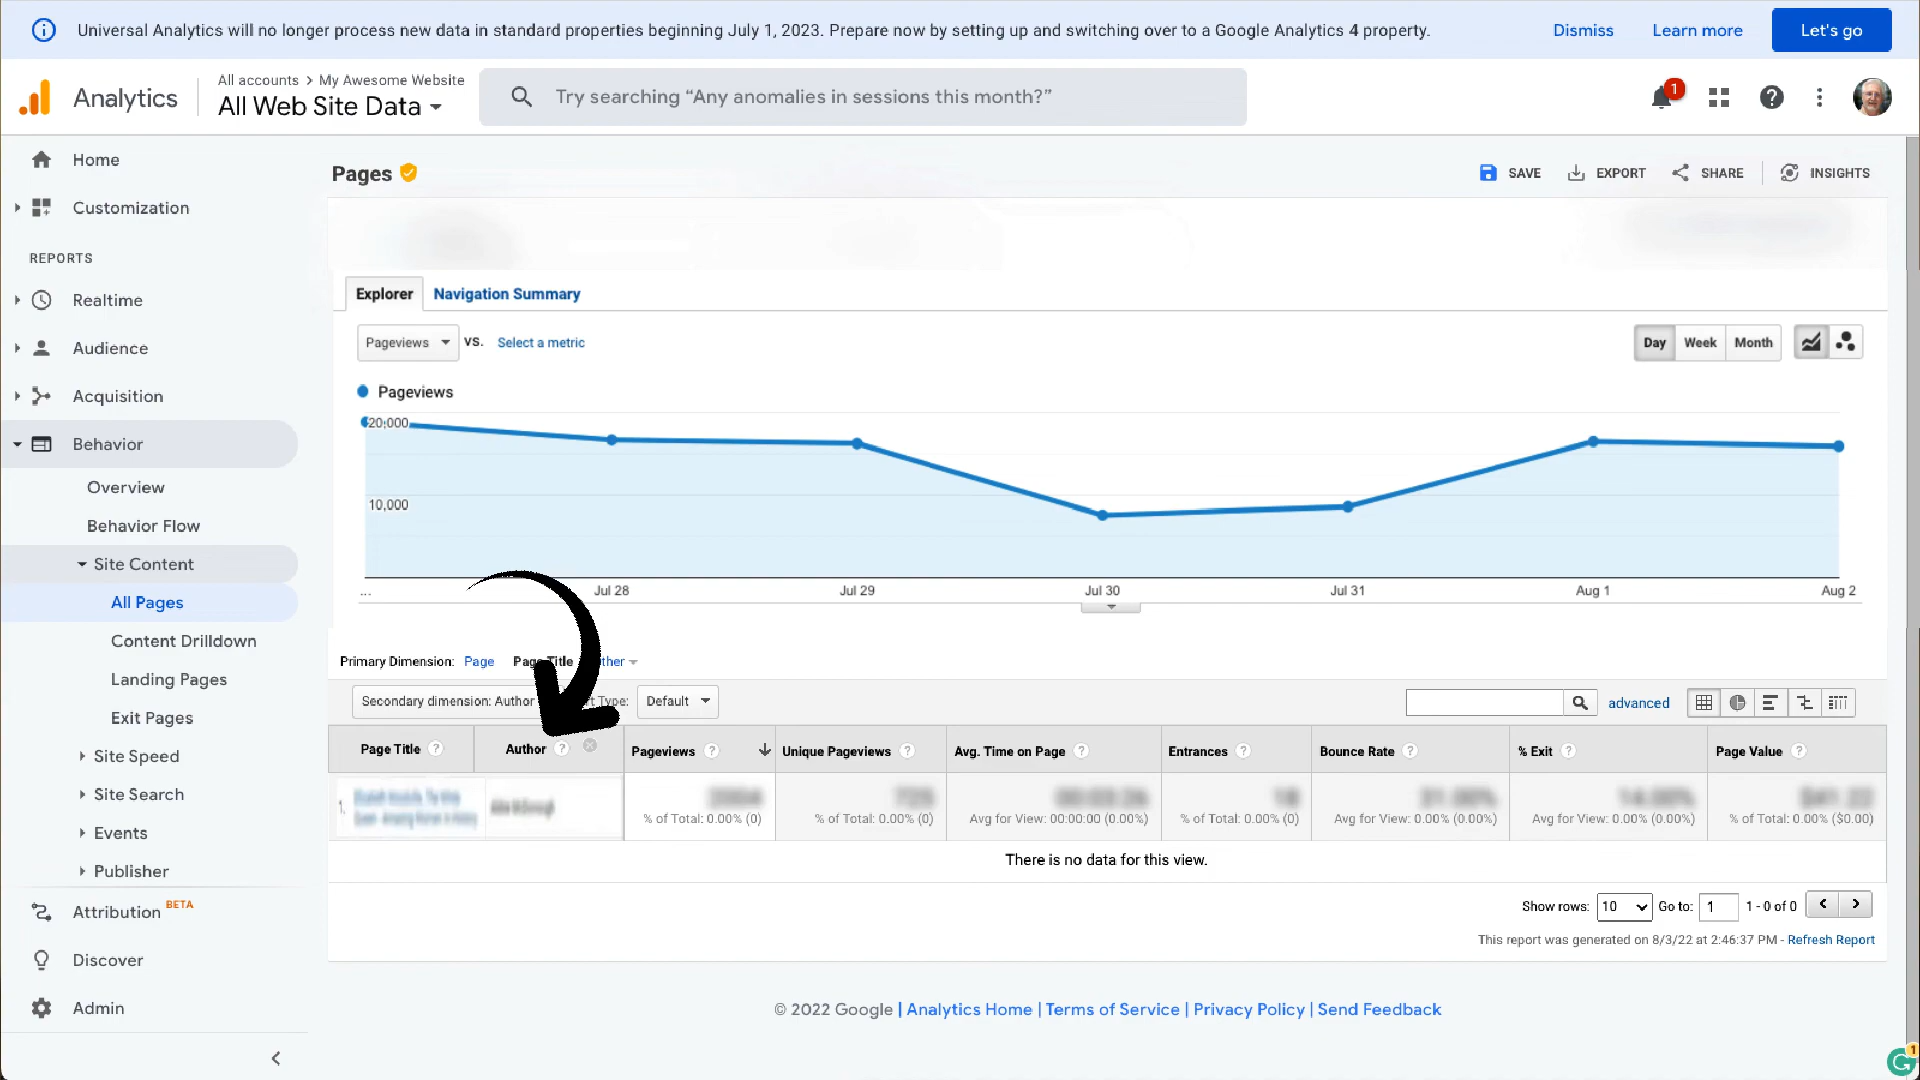 Universal Analytics will no longer process new data in standard properties beginning July 1, 2023. Prepare now by setting up and switching over to a Google Analytics 4 property.
Dismiss
Learn more
Let's go
Analytics
All accounts > My Awesome Website
All Web Site Data
Try searching “Any anomalies in sessions this month?”
1
Home
Customization
REPORTS
Realtime
Audience
Acquisition
Behavior
Overview
Behavior Flow
Site Content
All Pages
Content Drilldown
Landing Pages
Exit Pages
Site Speed
Site Search
Events
Publisher
Attribution BETA
Discover
Admin
Pages
SAVE
EXPORT
SHARE
INSIGHTS
Explorer
Navigation Summary
Pageviews
VS.
Select a metric
Day
Week
Month
Pageviews
20,000
10,000
...
Jul 28
Jul 29
Jul 30
Jul 31
Aug 1
Aug 2
Primary Dimension:
Page
Page Title
Secondary dimension: Author
Type:
Default
advanced
Page Title
Author
Pageviews
Unique Pageviews
Avg. Time on Page
Entrances
Bounce Rate
% Exit
Page Value
1.
% of Total: 0.00% (0)
% of Total: 0.00% (0)
Avg for View: 00:00:00 (0.00%)
% of Total: 0.00% (0)
Avg for View: 0.00% (0.00%)
Avg for View: 0.00% (0.00%)
% of Total: 0.00% ($0.00)
There is no data for this view.
Show rows:
10
Go to:
1
1 - 0 of 0
This report was generated on 8/3/22 at 2:46:37 PM - Refresh Report
© 2022 Google | Analytics Home | Terms of Service | Privacy Policy | Send Feedback
1